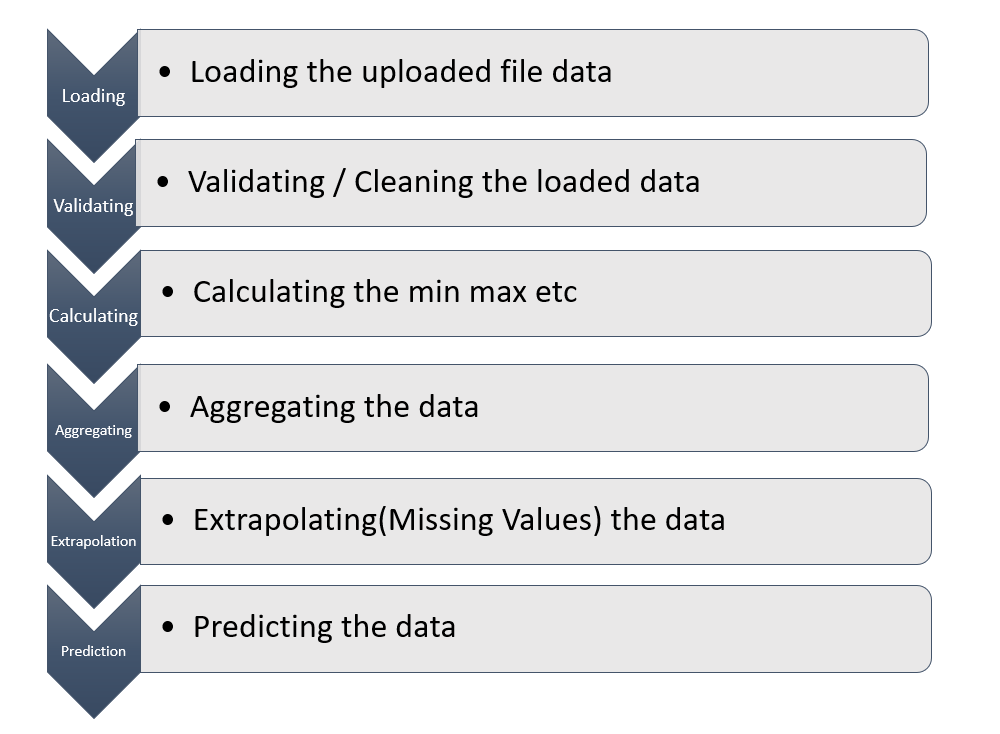 Loading
• Loading the uploaded file data
Validating
• Validating / Cleaning the loaded data
Calculating
• Calculating the min max etc
Aggregating
• Aggregating the data
Extrapolation
• Extrapolating(Missing Values) the data
Prediction
• Predicting the data